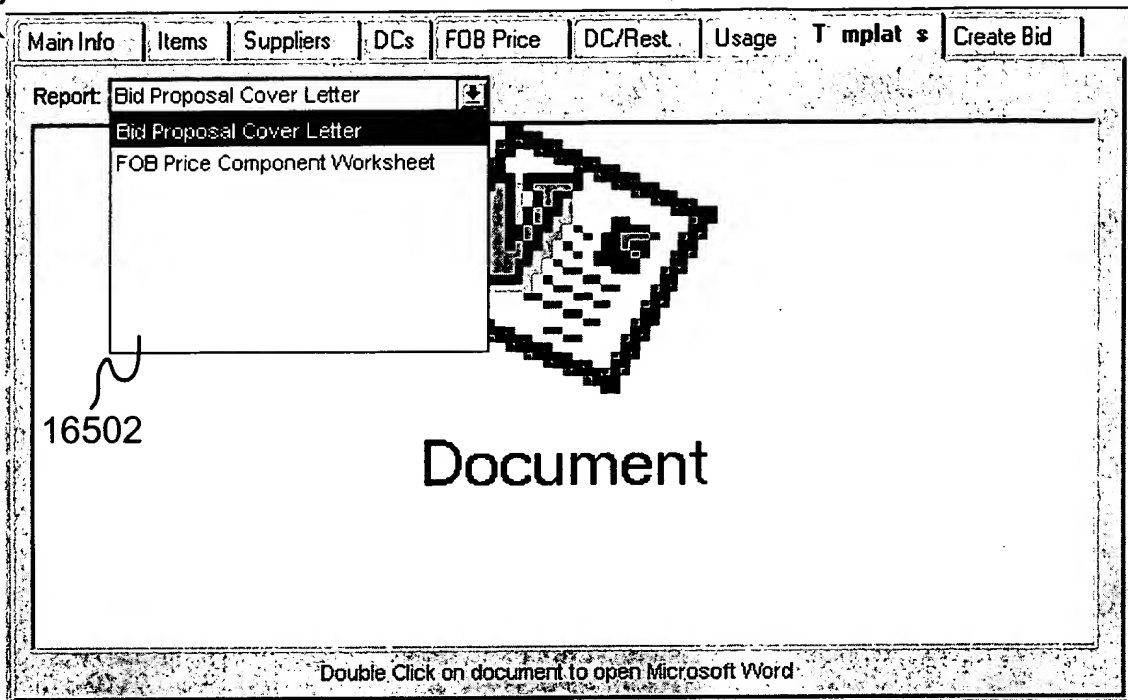 Main Info Items Suppliers DCs FOB Price DC/Rest. Usage T mplat s Create Bid
Report: Bid Proposal Cover Letter
Bid Proposal Cover Letter
FOB Price Component Worksheet
16502
Document
Double Click on document to open Microsoft Word